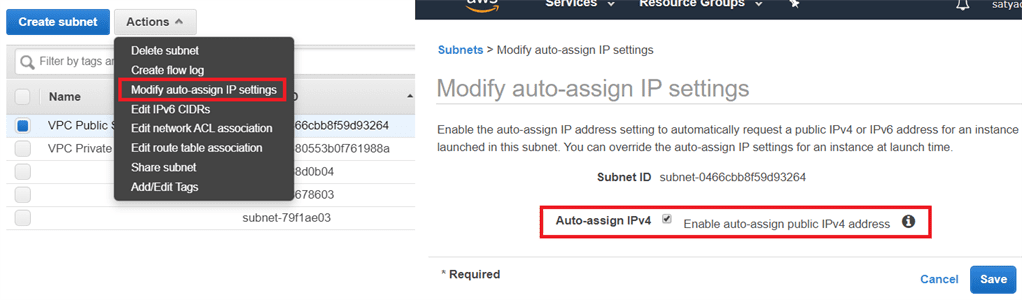 Create subnet
Actions
Filter by tags
Name
VPC Public
VPC Private
Delete subnet
Create flow log
Modify auto-assign IP settings
Edit IPv6 CIDRs
Edit network ACL association
Edit route table association
Share subnet
Add/Edit Tags
66cbb8f59d93264
80553b0f761988a
8d0b04
678603
subnet-79f1ae03
aws
Services
Resource Groups
Subnets > Modify auto-assign IP settings
Modify auto-assign IP settings
Enable the auto-assign IP address setting to automatically request a public IPv4 or IPv6 address for an instance
launched in this subnet. You can override the auto-assign IP settings for an instance at launch time.
Subnet ID subnet-0466cbb8f59d93264
Auto-assign IPv4 Enable auto-assign public IPv4 address
* Required
Cancel Save